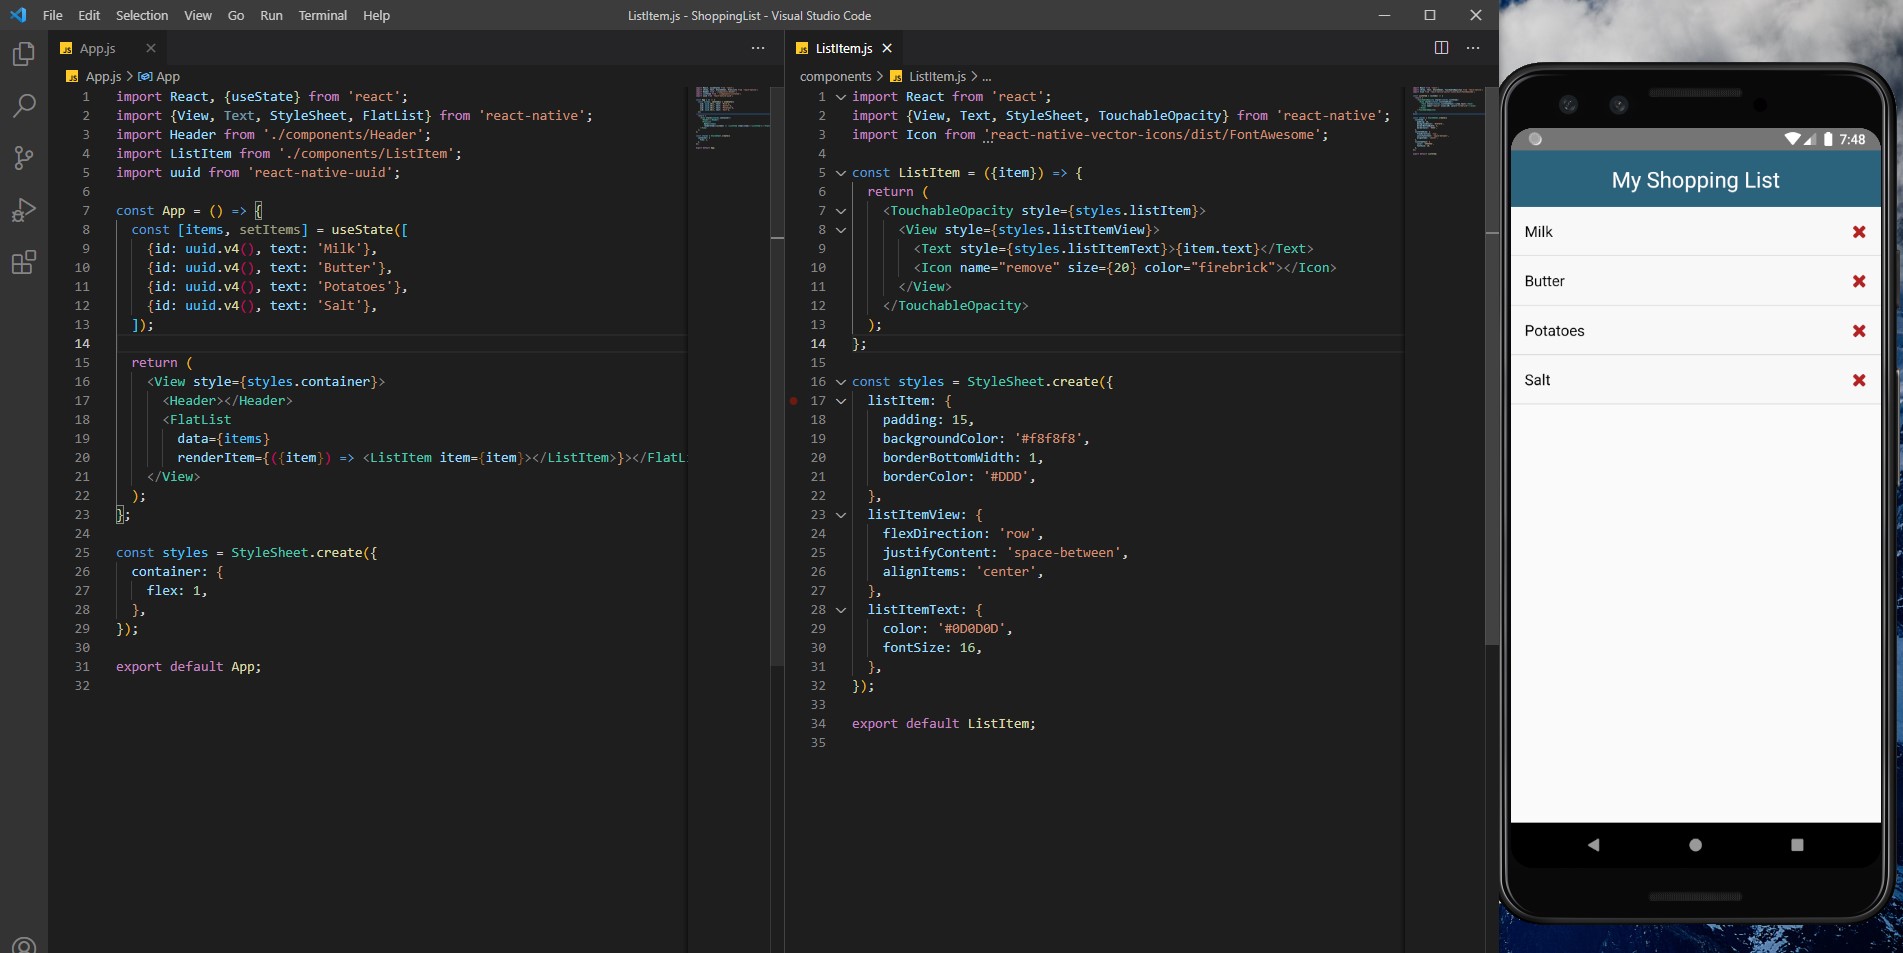 File Edit Selection View Go Run Terminal Help
ListItem.js - ShoppingList - Visual Studio Code
JS App.js
JS App.js > App
1 import React, {useState} from 'react';
2 import {View, Text, StyleSheet, FlatList} from 'react-native';
3 import Header from './components/Header';
4 import ListItem from './components/ListItem';
5 import uuid from 'react-native-uuid';
6
7 const App = () => {
8 const [items, setItems] = useState([
9 {id: uuid.v4(), text: 'Milk'},
10 {id: uuid.v4(), text: 'Butter'},
11 {id: uuid.v4(), text: 'Potatoes'},
12 {id: uuid.v4(), text: 'Salt'},
13 ]);
14
15 return (
16 <View style={styles.container}>
17 <Header></Header>
18 <FlatList
19 data={items}
20 renderItem={({item}) => <ListItem item={item}></ListItem>}></FlatL
21 </View>
22 );
23 };
24
25 const styles = StyleSheet.create({
26 container: {
27 flex: 1,
28 },
29 });
30
31 export default App;
32
JS ListItem.js
components > JS ListItem.js > ...
1 import React from 'react';
2 import {View, Text, StyleSheet, TouchableOpacity} from 'react-native';
3 import Icon from 'react-native-vector-icons/dist/FontAwesome';
4
5 const ListItem = ({item}) => {
6 return (
7 <TouchableOpacity style={styles.listItem}>
8 <View style={styles.listItemView}>
9 <Text style={styles.listItemText}>{item.text}</Text>
10 <Icon name="remove" size={20} color="firebrick"></Icon>
11 </View>
12 </TouchableOpacity>
13 );
14 };
15
16 const styles = StyleSheet.create({
17 listItem: {
18 padding: 15,
19 backgroundColor: '#f8f8f8',
20 borderBottomWidth: 1,
21 borderColor: '#DDD',
22 },
23 listItemView: {
24 flexDirection: 'row',
25 justifyContent: 'space-between',
26 alignItems: 'center',
27 },
28 listItemText: {
29 color: '#0D0D0D',
30 fontSize: 16,
31 },
32 });
33
34 export default ListItem;
35
7:48
My Shopping List
Milk
Butter
Potatoes
Salt